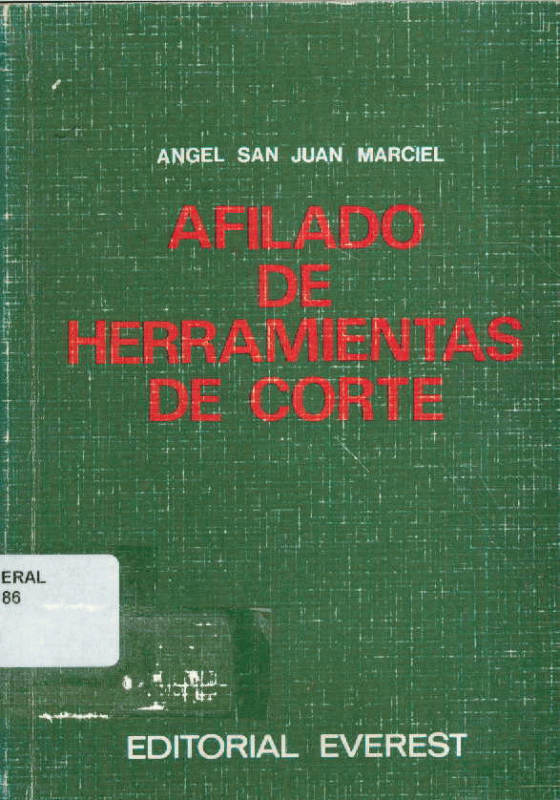 ANGEL SAN JUAN MARCIEL
AFILADO
DE
HERRAMIENTAS
DE CORTE
ERAL
86
EDITORIAL EVEREST